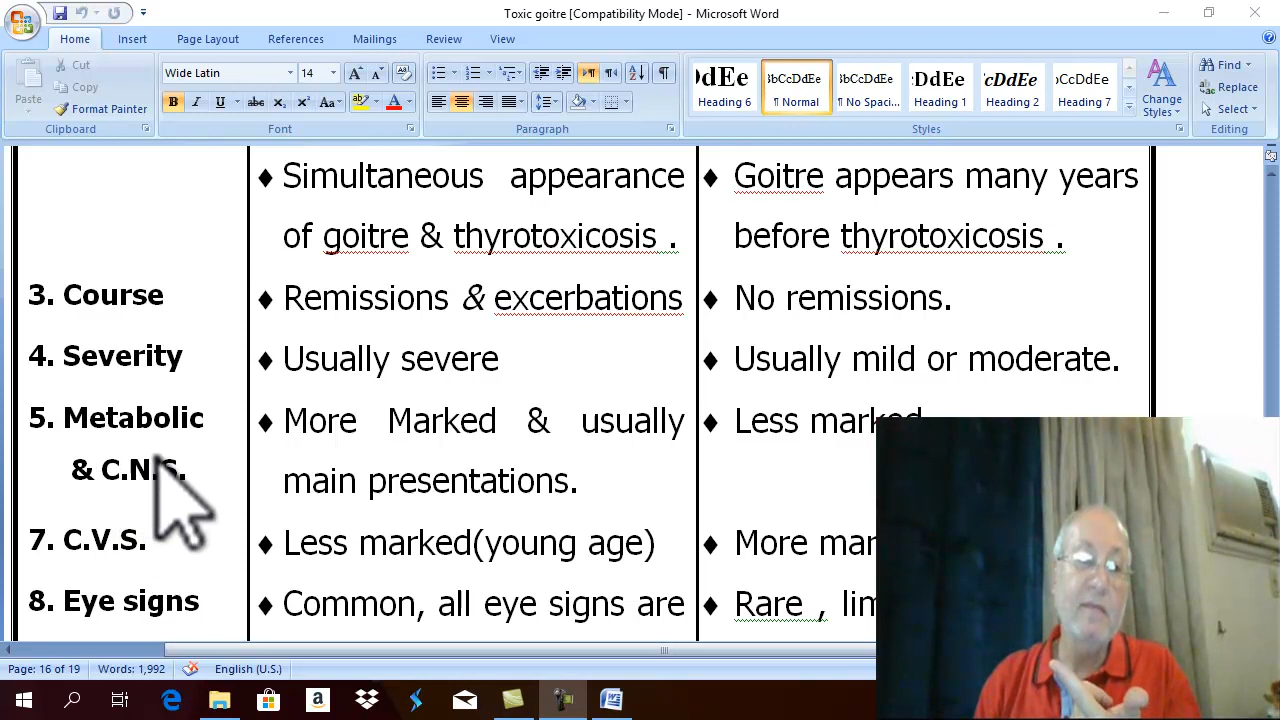 Toxic goitre [Compatibility Mode] - Microsoft Word
Home Insert Page Layout References Mailings Review View
Paste
Cut
Copy
Format Painter
Clipboard
Wide Latin 14
Font
Paragraph
Heading 6
¶ Normal
¶ No Spaci...
Heading 1
Heading 2
Heading 7
Change
Styles
Styles
Find
Replace
Select
Editing
♦ Simultaneous appearance
of goitre & thyrotoxicosis .
♦ Goitre appears many years
before thyrotoxicosis .
3. Course
♦ Remissions & excerbations
♦ No remissions.
4. Severity
♦ Usually severe
♦ Usually mild or moderate.
5. Metabolic
& C.N.S.
♦ More Marked & usually
main presentations.
♦ Less marked
7. C.V.S.
♦ Less marked(young age)
♦ More
8. Eye signs
♦ Common, all eye signs are
♦ Rare ,
Page: 16 of 19 Words: 1,992 English (U.S.)